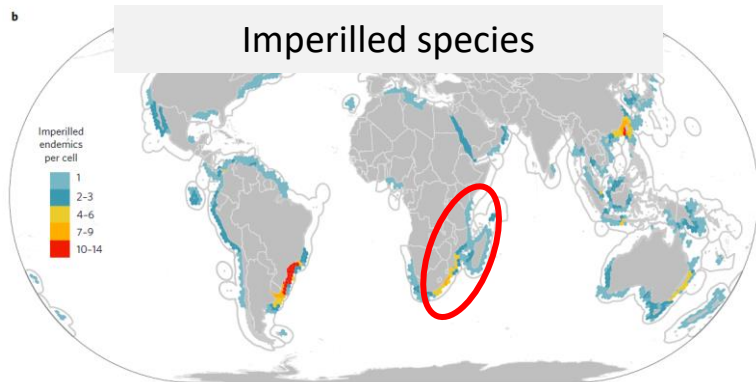 b
Imperilled species
Imperilled
endemics
per cell
1
2–3
4–6
7–9
10–14